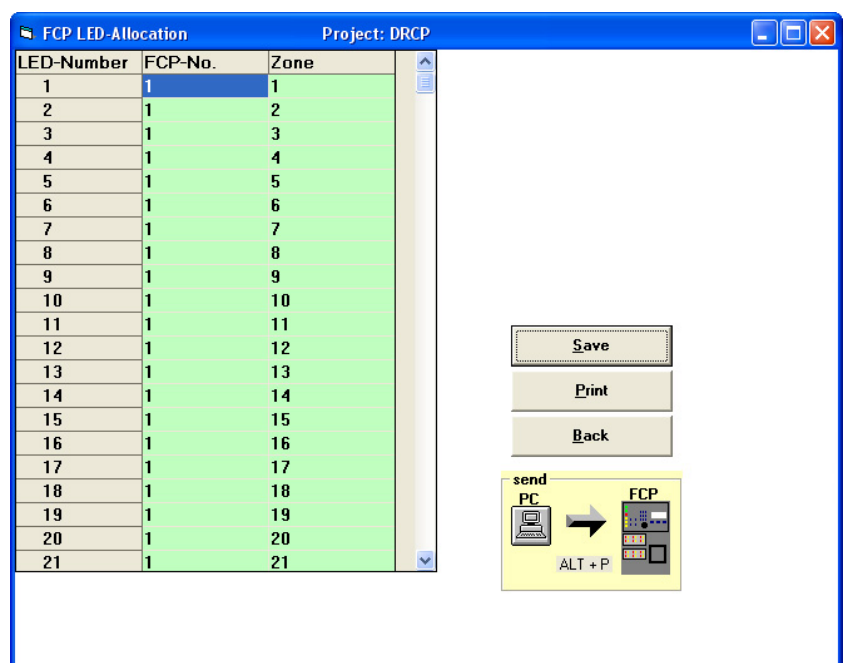 FCP LED-Allocation Project: DRCP
LED-Number FCP-No. Zone
1 1 1
2 1 2
3 1 3
4 1 4
5 1 5
6 1 6
7 1 7
8 1 8
9 1 9
10 1 10
11 1 11
12 1 12
13 1 13
14 1 14
15 1 15
16 1 16
17 1 17
18 1 18
19 1 19
20 1 20
21 1 21
Save
Print
Back
send
PC FCP
ALT + P